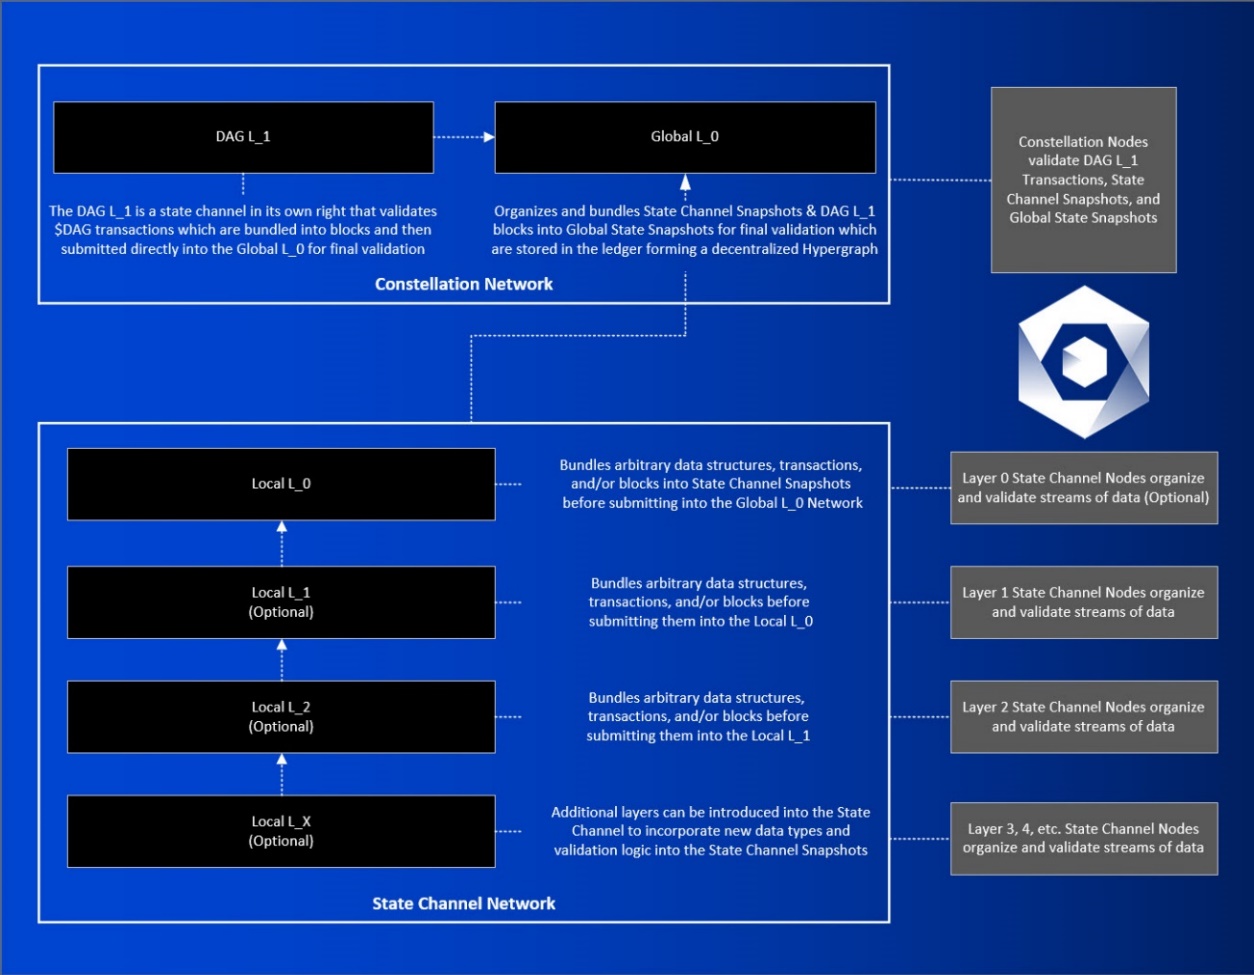 DAG L_1
Global L_0
The DAG L_1 is a state channel in its own right that validates
$DAG transactions which are bundled into blocks and then
submitted directly into the Global L_0 for final validation
Organizes and bundles State Channel Snapshots & DAG L_1
blocks into Global State Snapshots for final validation which
are stored in the ledger forming a decentralized Hypergraph
Constellation Network
Constellation Nodes
validate DAG L_1
Transactions, State
Channel Snapshots, and
Global State Snapshots
Local L_0
Bundles arbitrary data structures, transactions,
and/or blocks into State Channel Snapshots
before submitting into the Global L_0 Network
Layer 0 State Channel Nodes organize
and validate streams of data (Optional)
Local L_1
(Optional)
Bundles arbitrary data structures,
transactions, and/or blocks before
submitting them into the Local L_0
Layer 1 State Channel Nodes organize
and validate streams of data
Local L_2
(Optional)
Bundles arbitrary data structures,
transactions, and/or blocks before
submitting them into the Local L_1
Layer 2 State Channel Nodes organize
and validate streams of data
Local L_X
(Optional)
Additional layers can be introduced into the State
Channel to incorporate new data types and
validation logic into the State Channel Snapshots
Layer 3, 4, etc. State Channel Nodes
organize and validate streams of data
State Channel Network